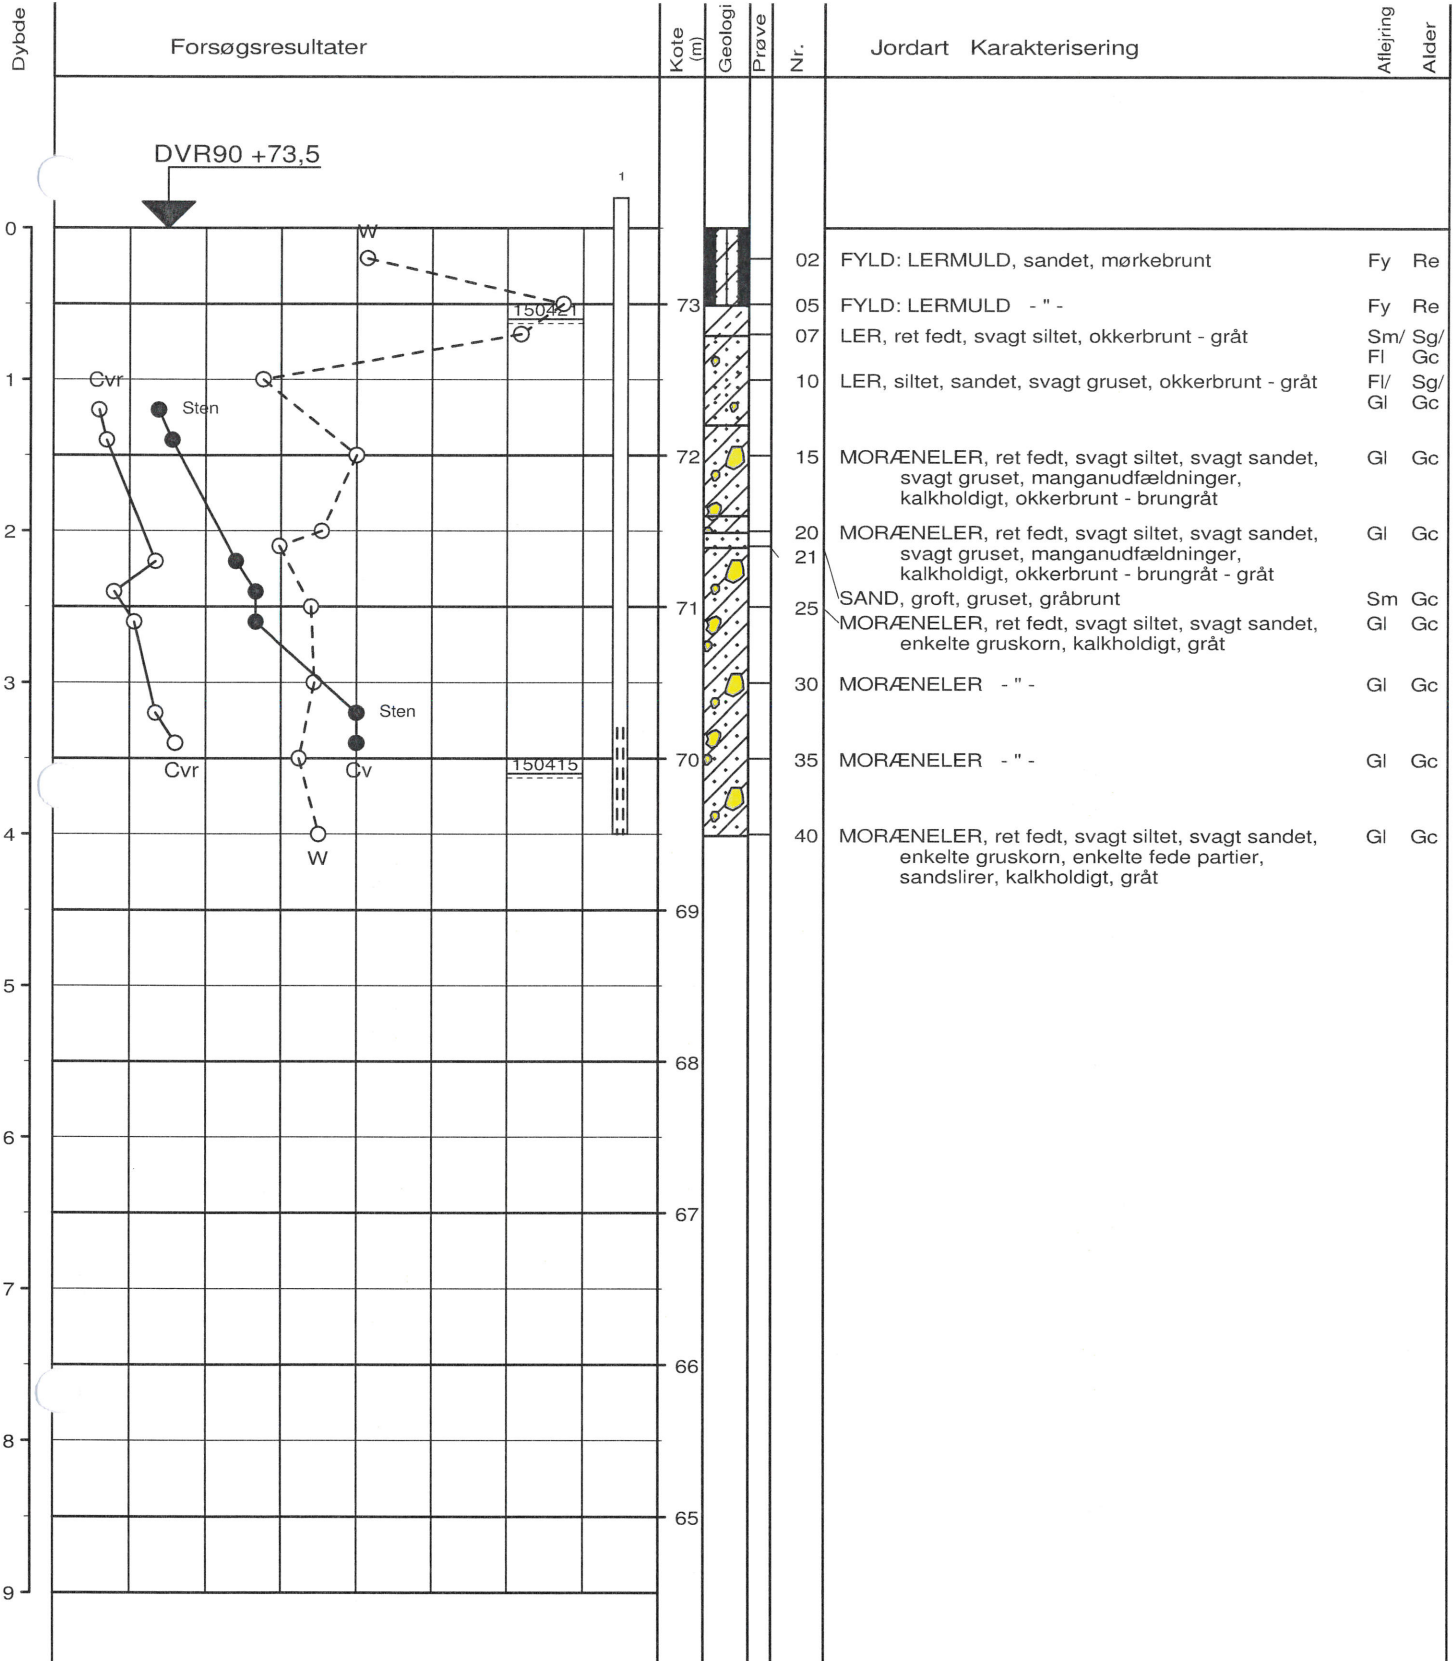 Dybde
Forsøgsresultater
Kote (m)
Geologi
Prøve
Nr.
Jordart Karakterisering
Aflejring
Alder
DVR90 +73,5
1
0
W
02 FYLD: LERMULD, sandet, mørkebrunt Fy Re
73 05 FYLD: LERMULD - " - Fy Re
150421
07 LER, ret fedt, svagt siltet, okkerbrunt - gråt Sm/ Sg/
Fl Gc
1 Cvr 10 LER, siltet, sandet, svagt gruset, okkerbrunt - gråt Fl/ Sg/
Gl Gc
Sten
72 15 MORÆNELER, ret fedt, svagt siltet, svagt sandet, Gl Gc
svagt gruset, manganudfældninger,
kalkholdigt, okkerbrunt - brungråt
2 20 MORÆNELER, ret fedt, svagt siltet, svagt sandet, Gl Gc
21 svagt gruset, manganudfældninger,
kalkholdigt, okkerbrunt - brungråt - gråt
SAND, groft, gruset, gråbrunt Sm Gc
71 25 MORÆNELER, ret fedt, svagt siltet, svagt sandet, Gl Gc
enkelte gruskorn, kalkholdigt, gråt
3 30 MORÆNELER - " - Gl Gc
Sten
70 35 MORÆNELER - " - Gl Gc
Cvr Cv 150415
4 40 MORÆNELER, ret fedt, svagt siltet, svagt sandet, Gl Gc
W enkelte gruskorn, enkelte fede partier,
sandslirer, kalkholdigt, gråt
69
5
68
6
67
7
66
8
65
9